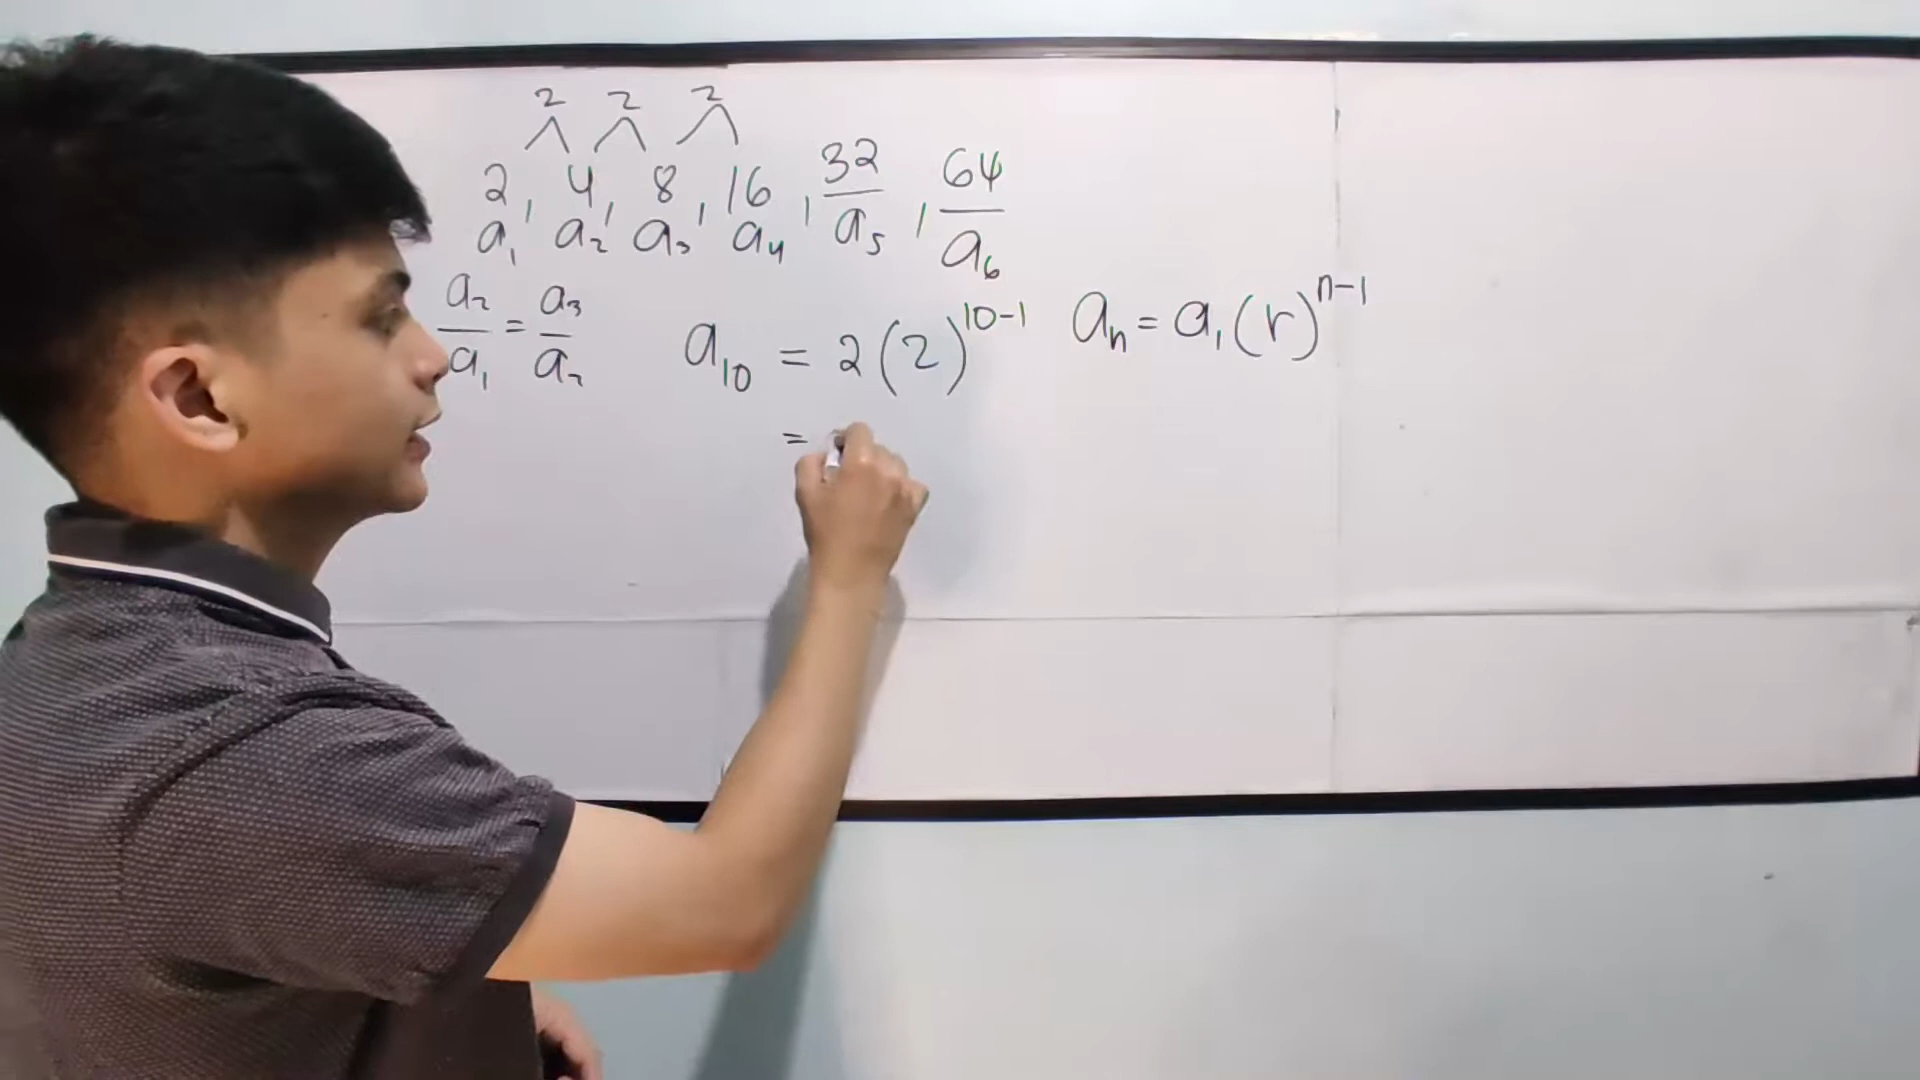 2 2 2
2, 4, 8, 16, 32, 64
a₁ a₂ a₃ a₄ a₅ a₆
a₂/a₁ = a₃/a₂
a₁₀ = 2(2)^10-1
aₙ = a₁(r)^n-1
=